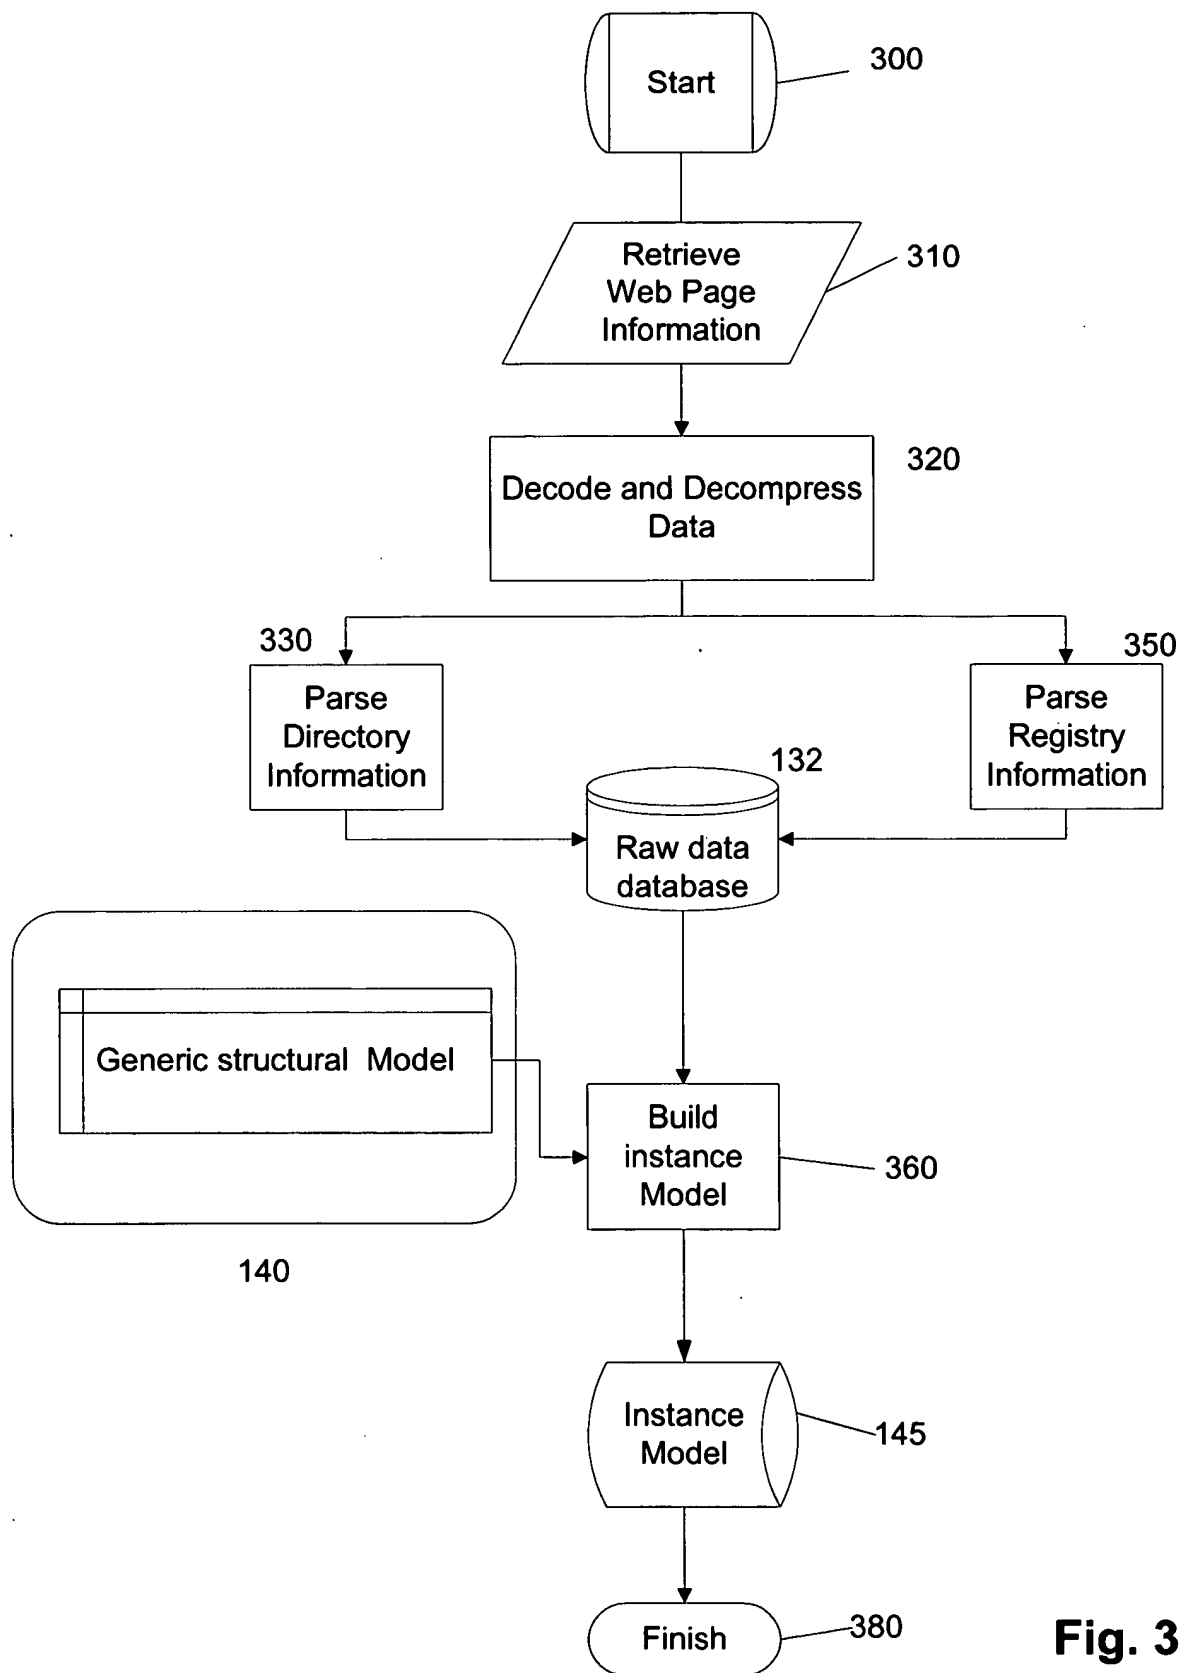 Start
300
Retrieve
Web Page
Information
310
320
Decode and Decompress
Data
330
Parse
Directory
Information
350
Parse
Registry
Information
132
Raw data
database
Generic structural Model
140
Build
instance
Model
360
Instance
Model
145
Finish
380
Fig. 3